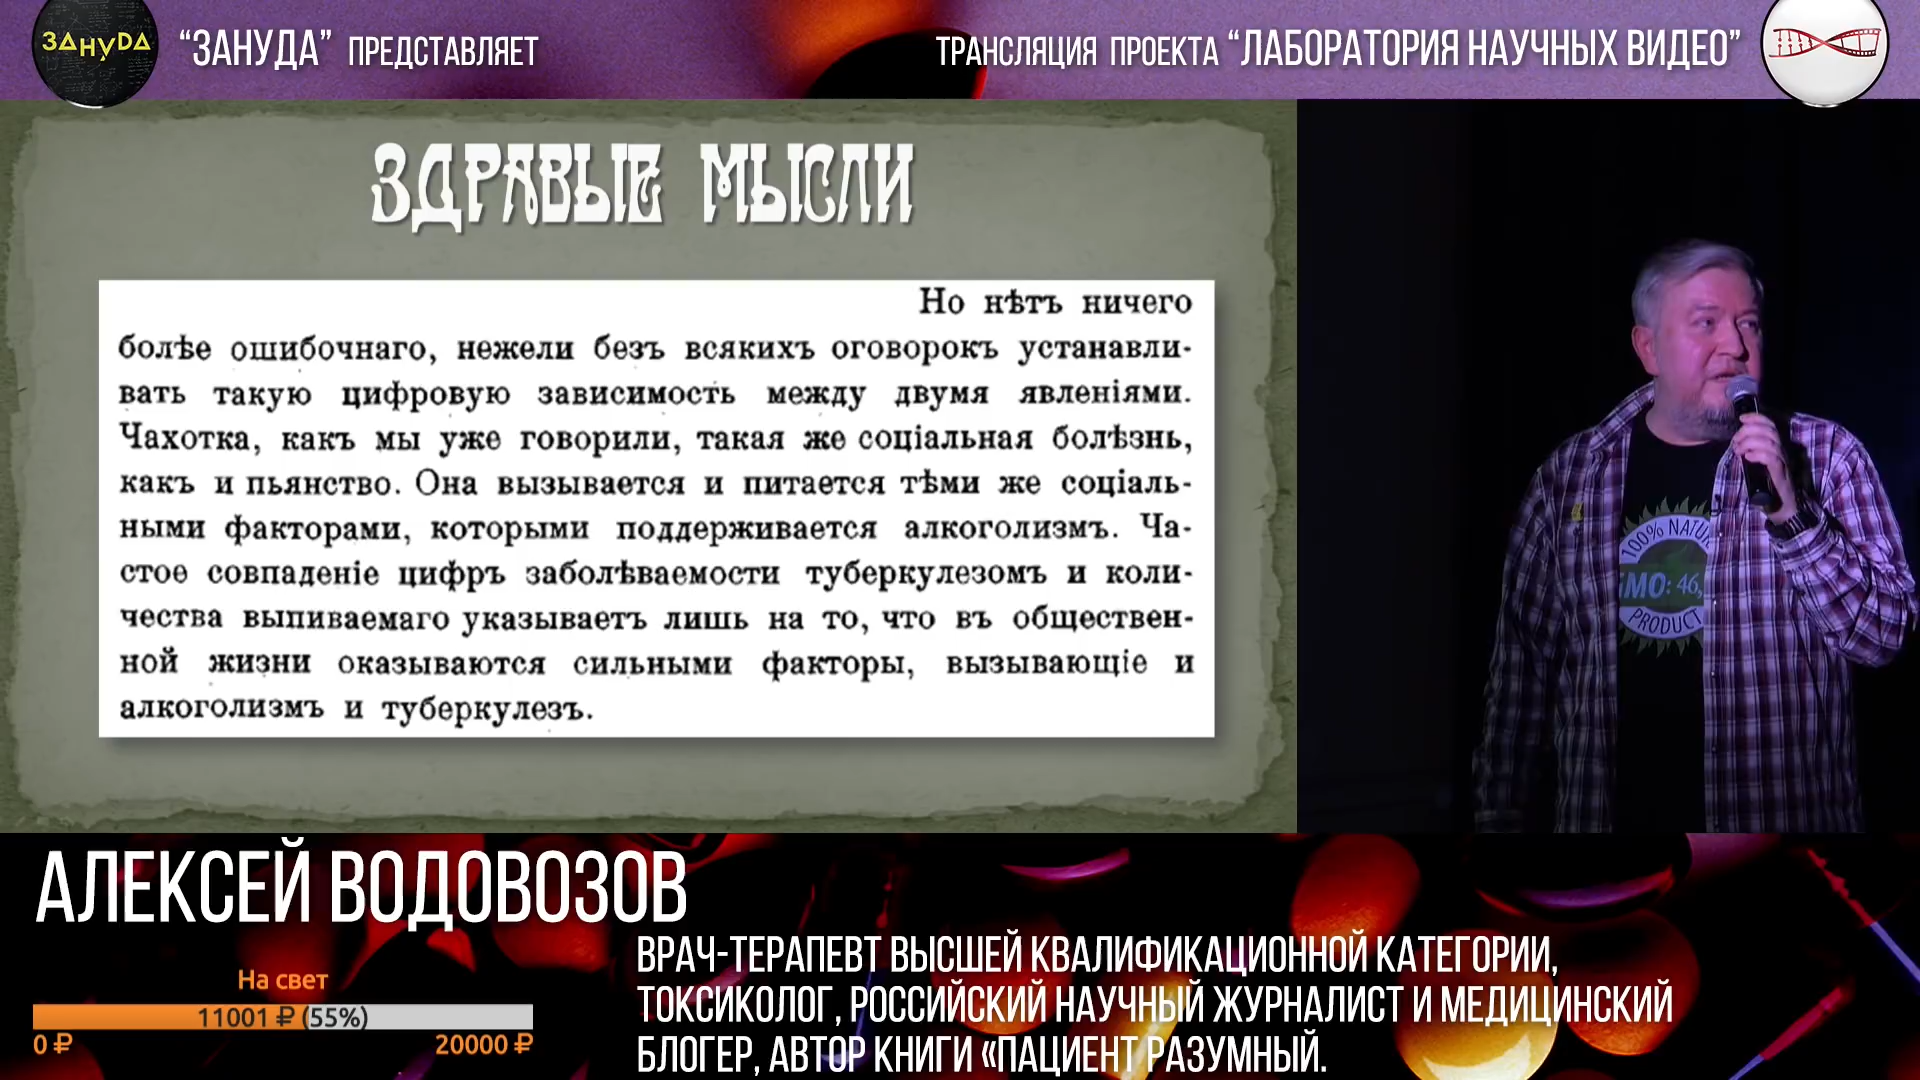 ЗАНУДА
“ЗАНУДА” ПРЕДСТАВЛЯЕТ
ТРАНСЛЯЦИЯ ПРОЕКТА “ЛАБОРАТОРИЯ НАУЧНЫХ ВИДЕО”
ЗДРАВЫЕ МЫСЛИ
Но нѣтъ ничего
болѣе ошибочнаго, нежели безъ всякихъ оговорокъ устанавли-
вать такую цифровую зависимость между двумя явленіями.
Чахотка, какъ мы уже говорили, такая же соціальная болѣзнь,
какъ и пьянство. Она вызывается и питается тѣми же соціаль-
ными факторами, которыми поддерживается алкоголизмъ. Ча-
стое совпаденіе цифръ заболѣваемости туберкулезомъ и коли-
чества выпиваемаго указываетъ лишь на то, что въ обществен-
ной жизни оказываются сильными факторы, вызывающіе и
алкоголизмъ и туберкулезъ.
100% NATUR
GMO: 46,
PRODUCT
АЛЕКСЕЙ ВОДОВОЗОВ
ВРАЧ-ТЕРАПЕВТ ВЫСШЕЙ КВАЛИФИКАЦИОННОЙ КАТЕГОРИИ,
ТОКСИКОЛОГ, РОССИЙСКИЙ НАУЧНЫЙ ЖУРНАЛИСТ И МЕДИЦИНСКИЙ
БЛОГЕР, АВТОР КНИГИ «ПАЦИЕНТ РАЗУМНЫЙ.
На свет
11001 ₽ (55%)
0 ₽ 20000 ₽